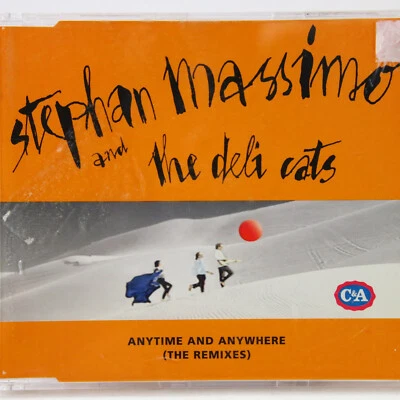 stephan massimo
and the deli cats
C&A
ANYTIME AND ANYWHERE
(THE REMIXES)